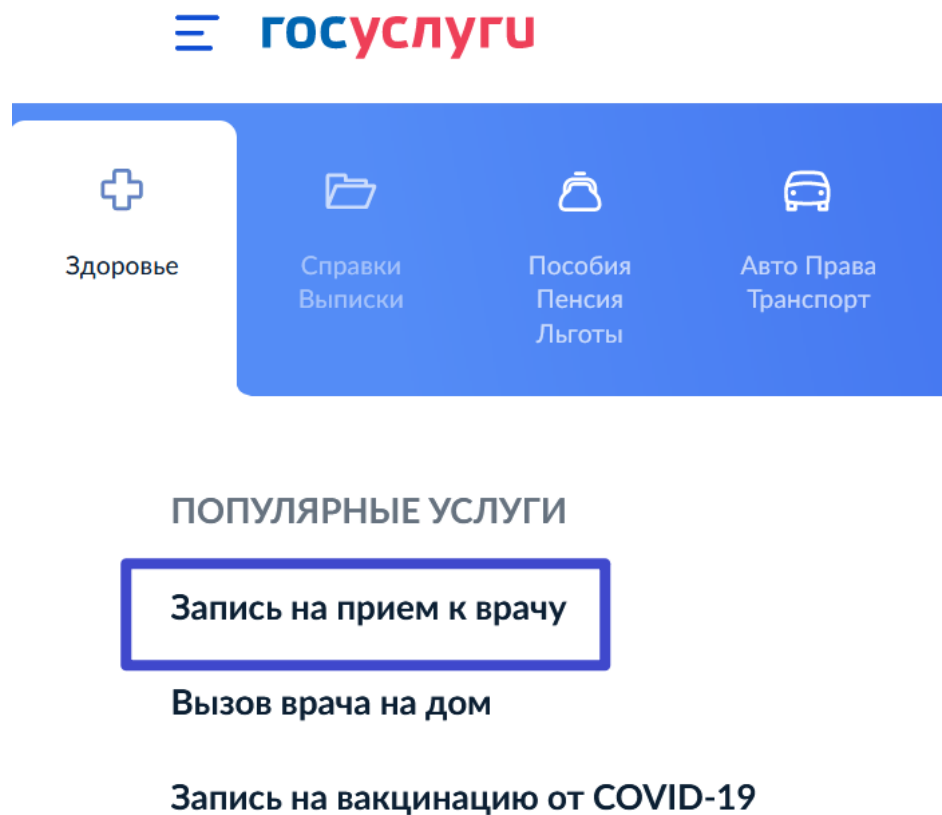 госуслуги
Здоровье
Справки
Выписки
Пособия
Пенсия
Льготы
Авто Права
Транспорт
ПОПУЛЯРНЫЕ УСЛУГИ
Запись на прием к врачу
Вызов врача на дом
Запись на вакцинацию от COVID-19